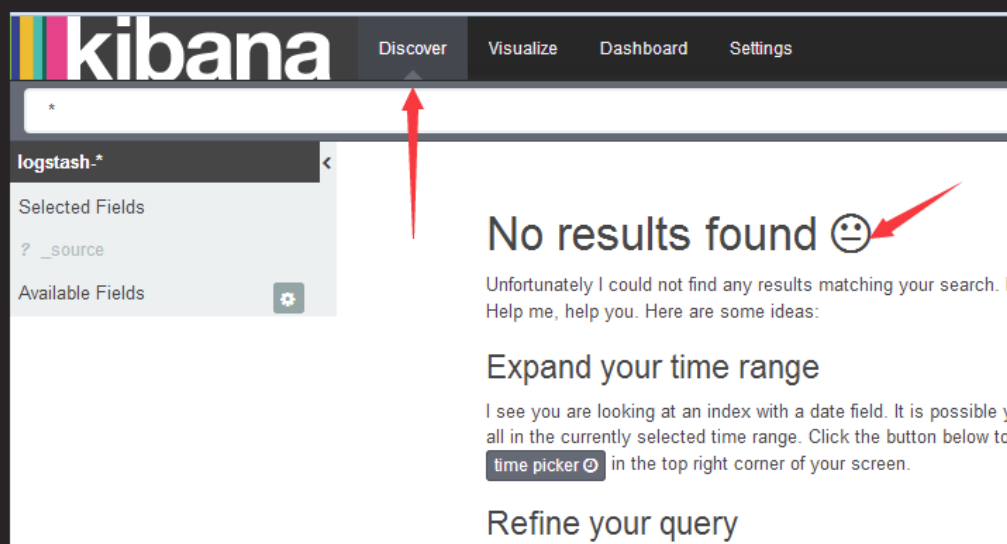 kibana Discover Visualize Dashboard Settings
*
logstash-*
Selected Fields
? _source
Available Fields
No results found
Unfortunately I could not find any results matching your search.
Help me, help you. Here are some ideas:
Expand your time range
I see you are looking at an index with a date field. It is possible
all in the currently selected time range. Click the button below to
time picker in the top right corner of your screen.
Refine your query